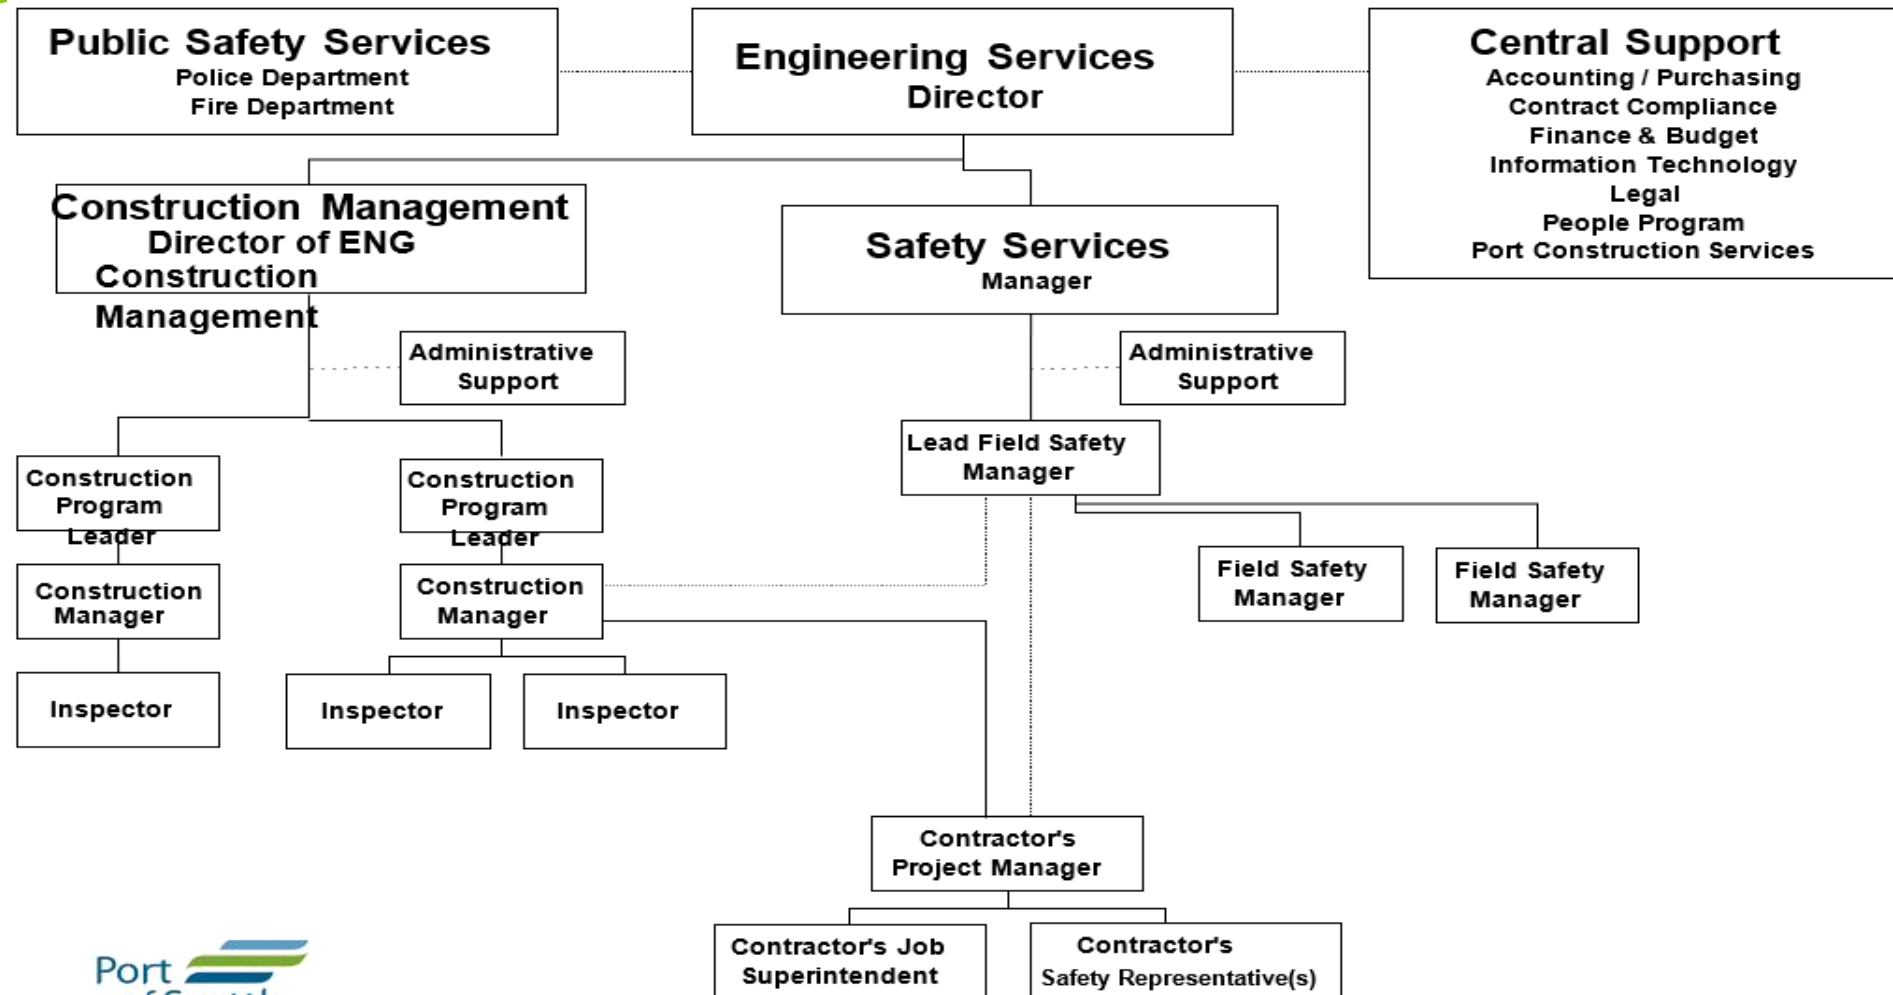 Public Safety Services
Police Department
Fire Department
Engineering Services
Director
Central Support
Accounting / Purchasing
Contract Compliance
Finance & Budget
Information Technology
Legal
People Program
Port Construction Services
Construction Management
Director of ENG
Construction
Management
Safety Services
Manager
Administrative
Support
Administrative
Support
Lead Field Safety
Manager
Construction
Program
Leader
Construction
Program
Leader
Field Safety
Manager
Field Safety
Manager
Construction
Manager
Construction
Manager
Inspector
Inspector
Inspector
Contractor's
Project Manager
Contractor's Job
Superintendent
Contractor's
Safety Representative(s)
Port